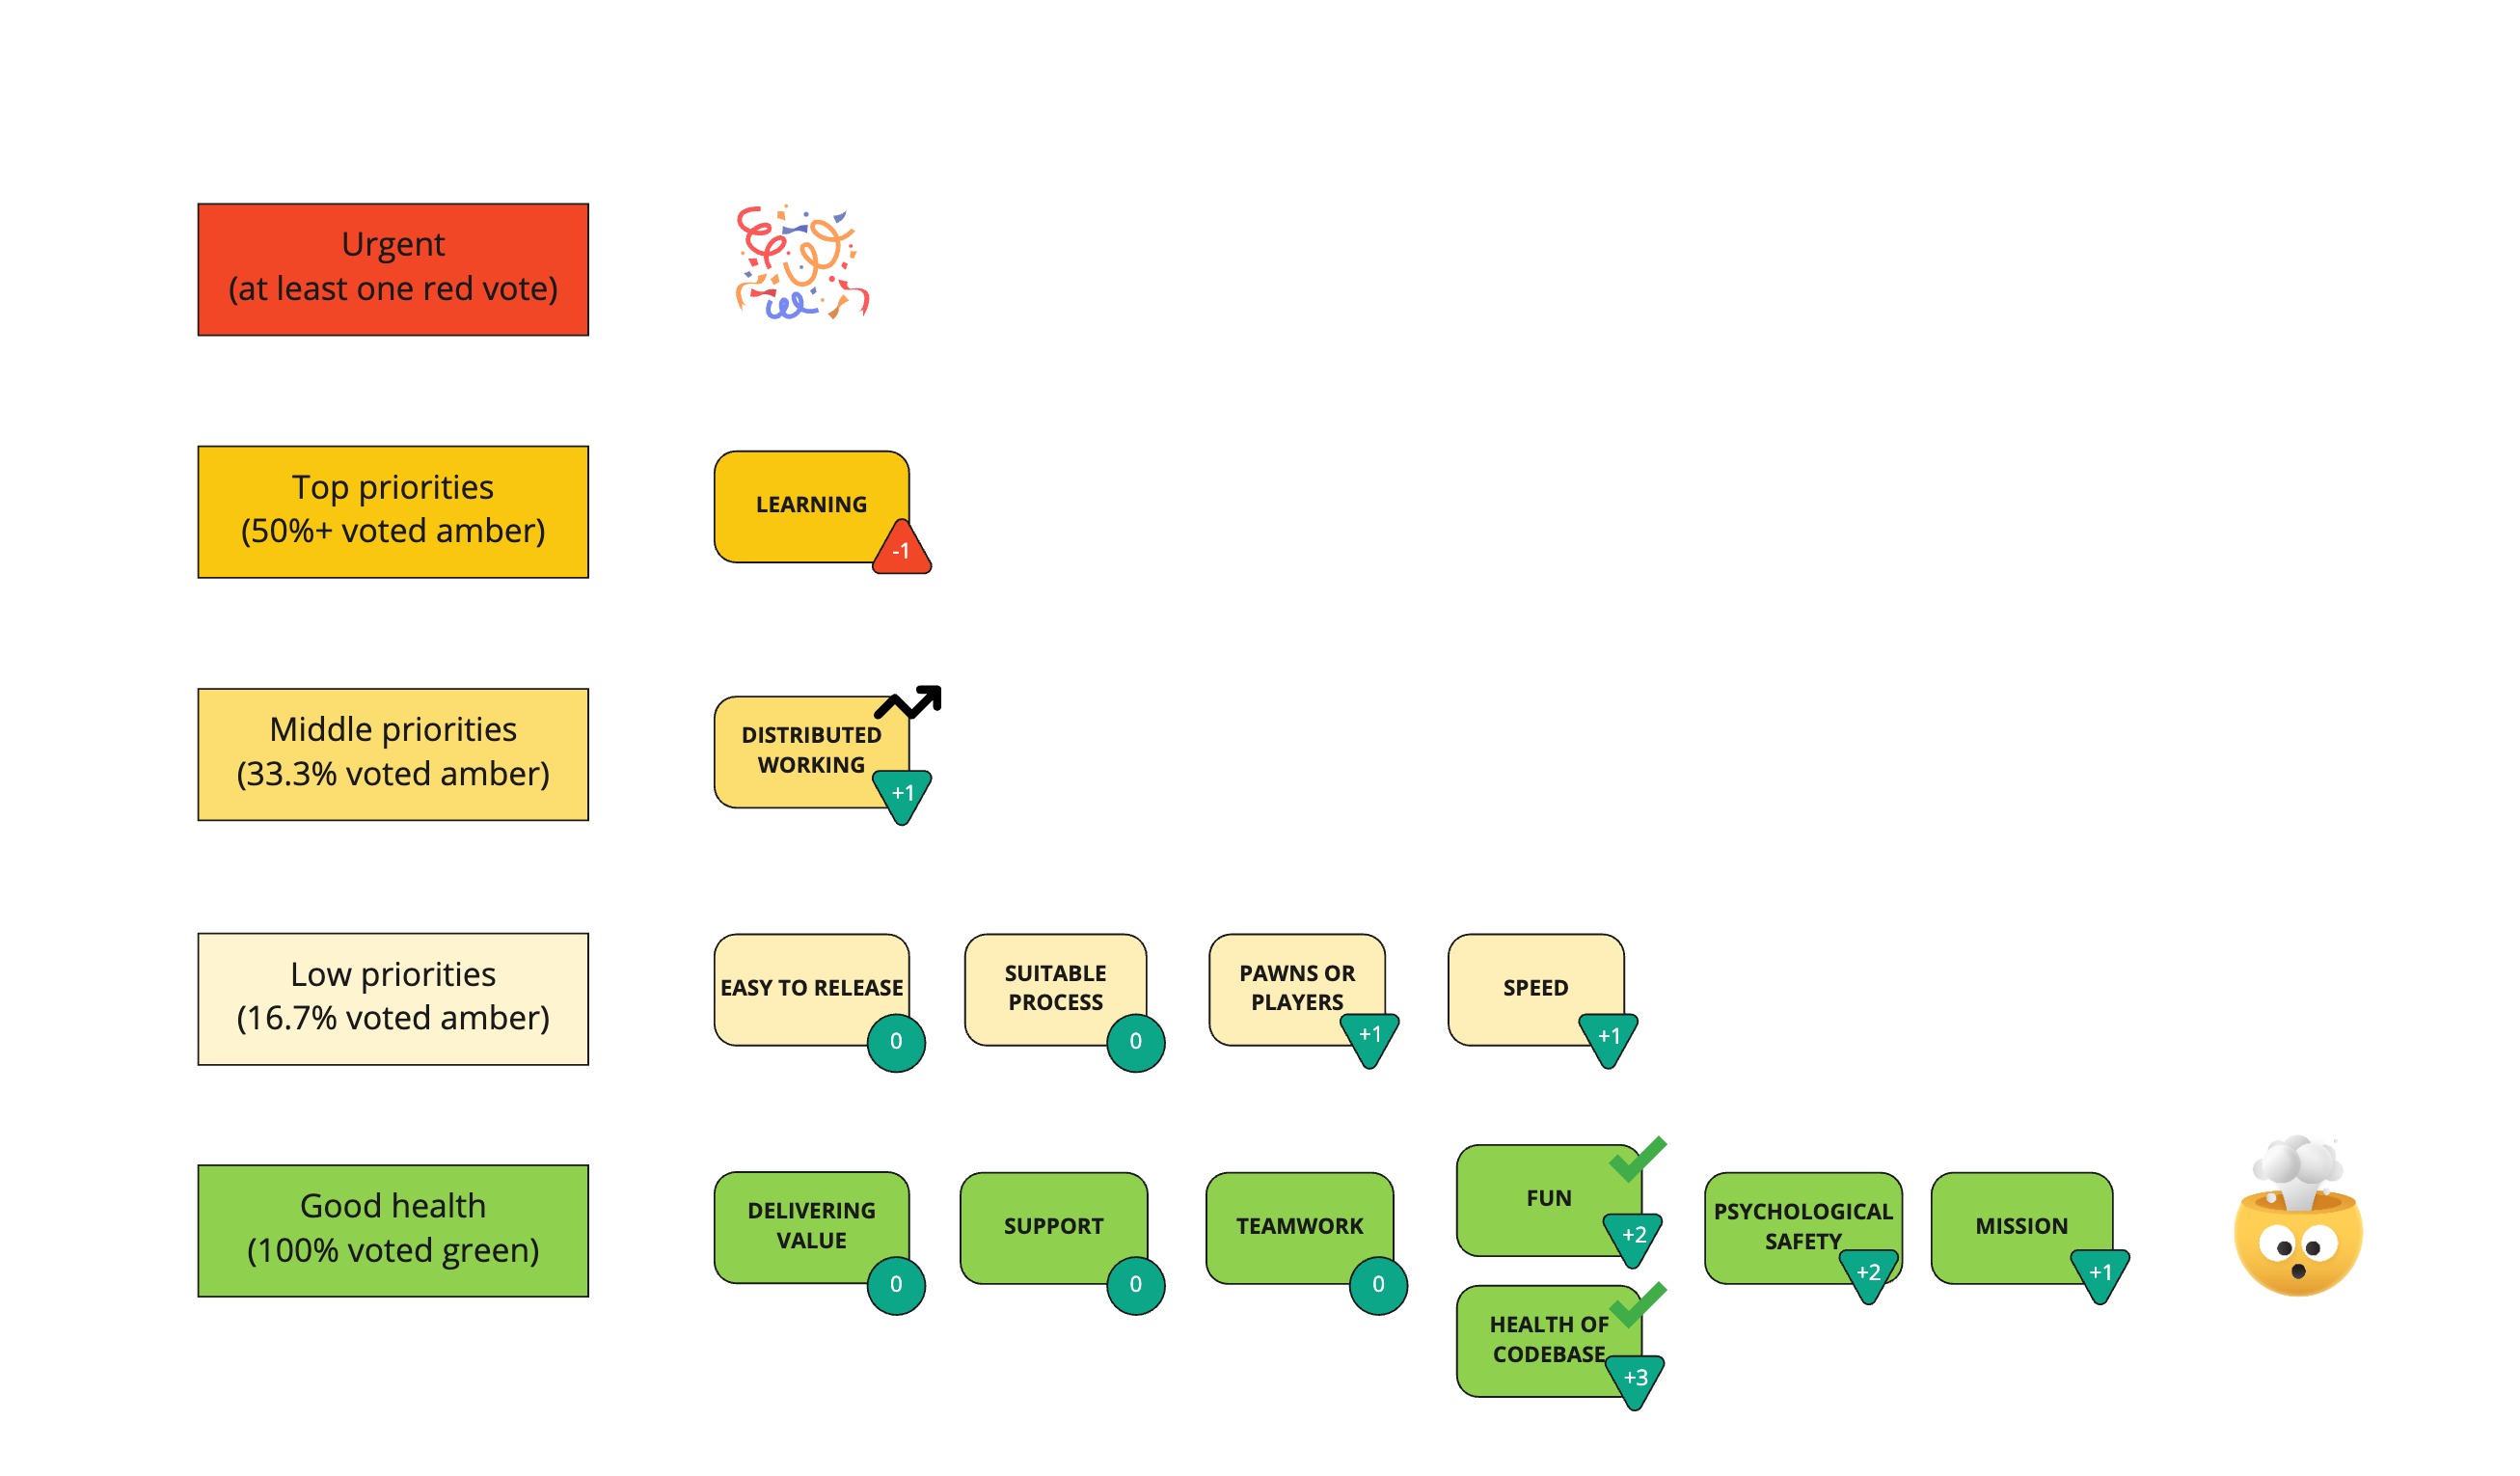 Urgent
(at least one red vote)
Top priorities
(50%+ voted amber)
LEARNING
-1
Middle priorities
(33.3% voted amber)
DISTRIBUTED
WORKING
+1
Low priorities
(16.7% voted amber)
EASY TO RELEASE
0
SUITABLE
PROCESS
0
PAWNS OR
PLAYERS
+1
SPEED
+1
Good health
(100% voted green)
DELIVERING
VALUE
0
SUPPORT
0
TEAMWORK
0
FUN
+2
HEALTH OF
CODEBASE
+3
PSYCHOLOGICAL
SAFETY
+2
MISSION
+1